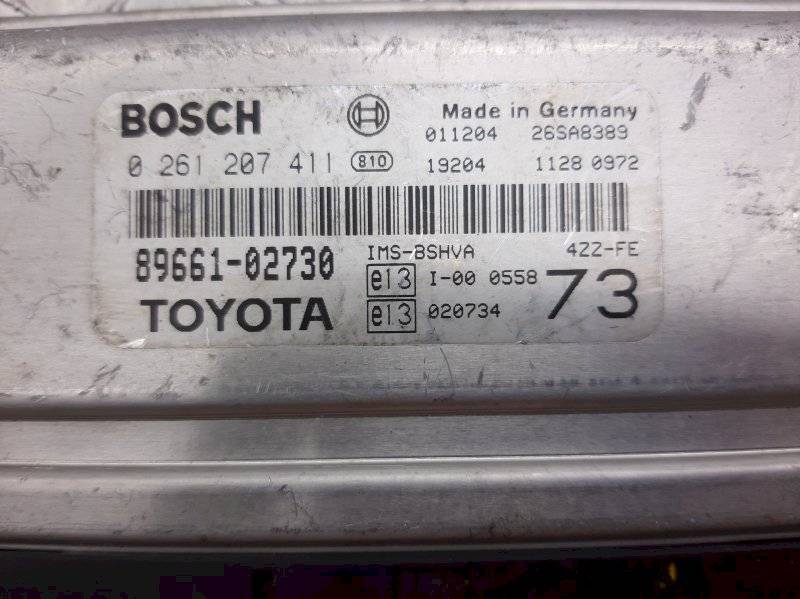 BOSCH Made in Germany
011204 26SA8389
0 261 207 411 810 19204 1128 0972
89661-02730 IMS-BSHVA 4ZZ-FE
e13 I-00 0558 73
TOYOTA e13 020734